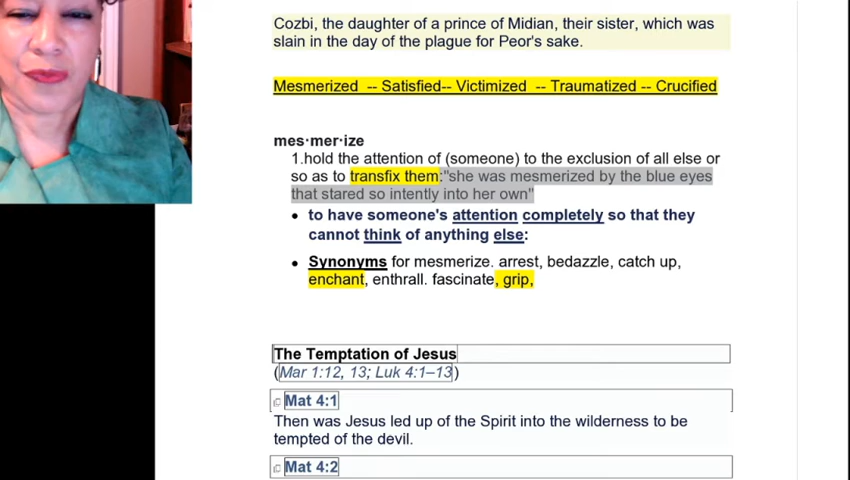 Cozbi, the daughter of a prince of Midian, their sister, which was
slain in the day of the plague for Peor's sake.
Mesmerized -- Satisfied-- Victimized -- Traumatized -- Crucified
mes·mer·ize
1.hold the attention of (someone) to the exclusion of all else or
so as to transfix them:"she was mesmerized by the blue eyes
that stared so intently into her own"
• to have someone's attention completely so that they
cannot think of anything else:
• Synonyms for mesmerize. arrest, bedazzle, catch up,
enchant, enthrall. fascinate, grip,
The Temptation of Jesus
(Mar 1:12, 13; Luk 4:1–13)
Mat 4:1
Then was Jesus led up of the Spirit into the wilderness to be
tempted of the devil.
Mat 4:2